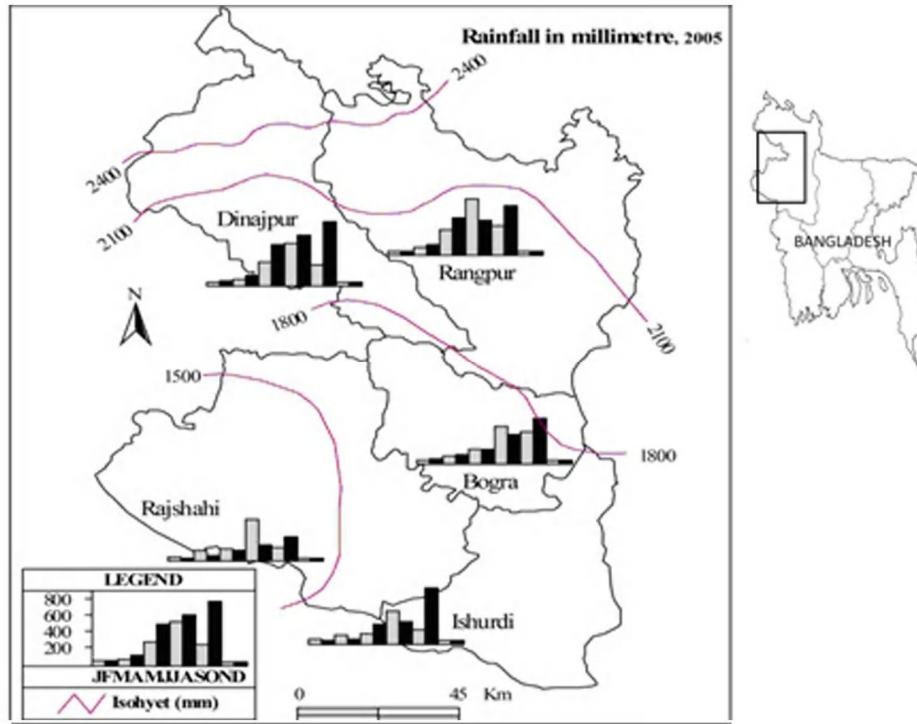 Rainfall in millimetre, 2005
2400
2400
2100
Dinajpur
Rangpur
BANGLADESH
N
1800
2100
1500
1800
Bogra
Rajshahi
LEGEND
800
600
400
200
JFMAMJJASOND
Isohyet (mm)
Ishurdi
0 45 Km